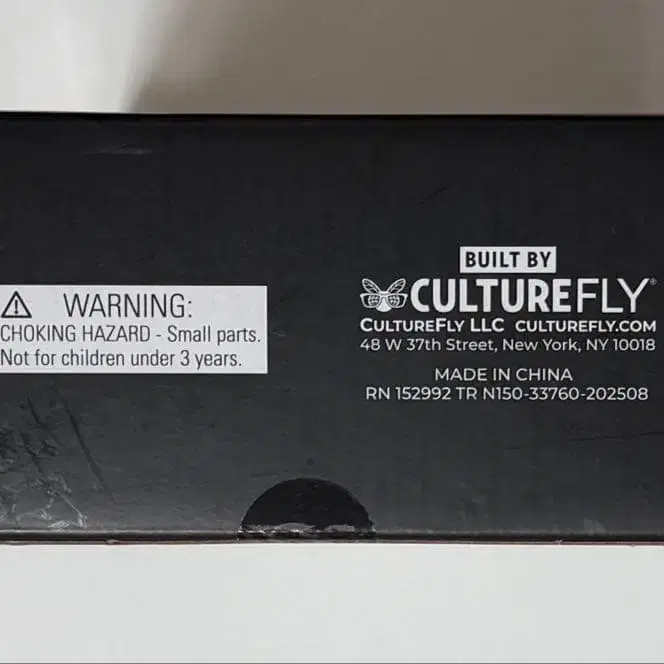 WARNING:
CHOKING HAZARD - Small parts.
Not for children under 3 years.
BUILT BY
CULTUREFLY®
CULTUREFLY LLC CULTUREFLY.COM
48 W 37th Street, New York, NY 10018
MADE IN CHINA
RN 152992 TR N150-33760-202508